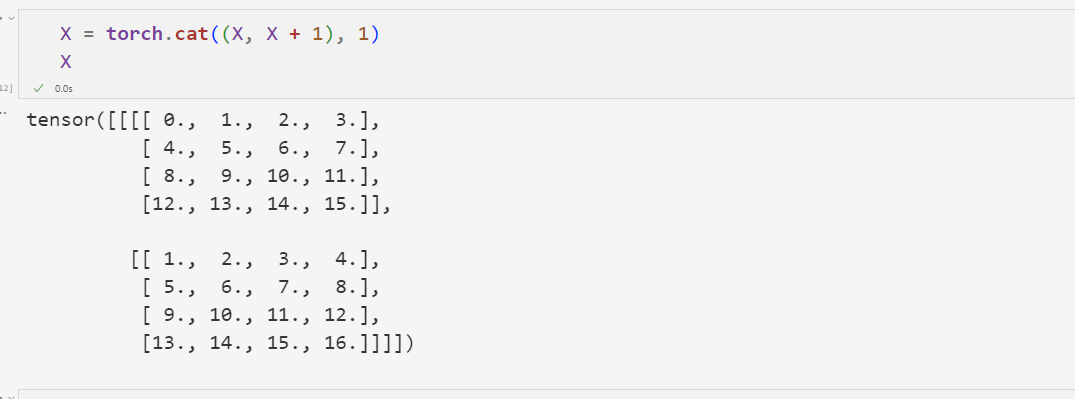 X = torch.cat((X, X + 1), 1)
X
12]
✓ 0.0s
tensor([[[[ 0.,  1.,  2.,  3.],
[ 4.,  5.,  6.,  7.],
[ 8.,  9., 10., 11.],
[12., 13., 14., 15.]],
[[ 1.,  2.,  3.,  4.],
[ 5.,  6.,  7.,  8.],
[ 9., 10., 11., 12.],
[13., 14., 15., 16.]]]])